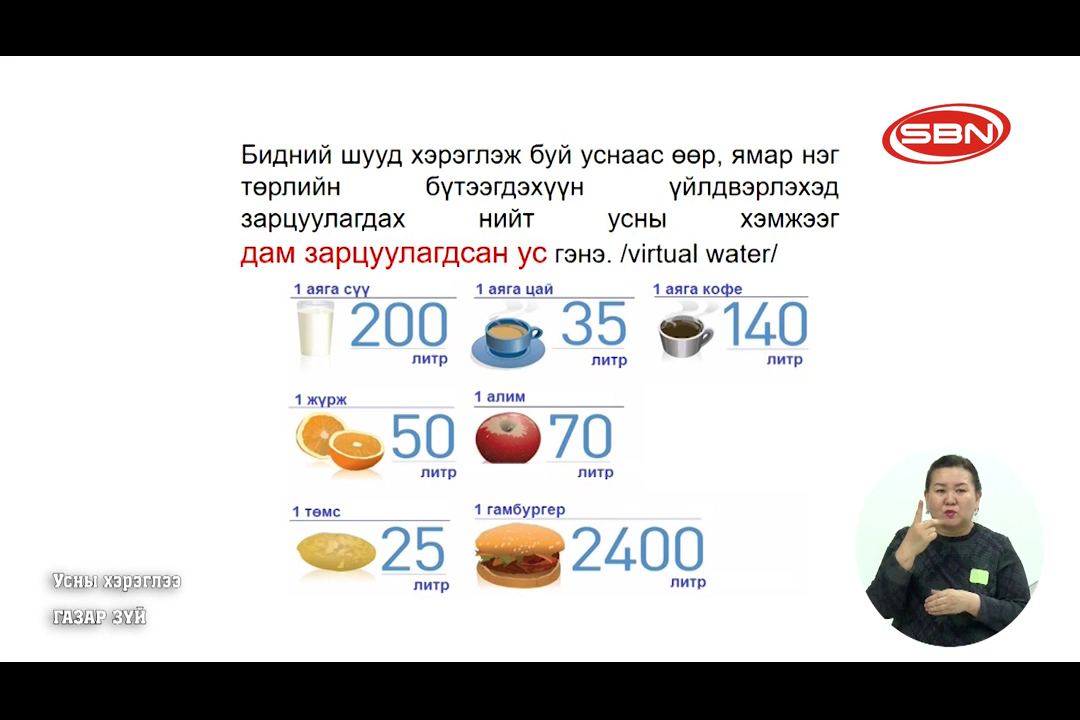 SBN
Бидний шууд хэрэглэж буй уснаас өөр, ямар нэг
төрлийн бүтээгдэхүүн үйлдвэрлэхэд
зарцуулагдах нийт усны хэмжээг
дам зарцуулагдсан ус гэнэ. /virtual water/
1 аяга сүү
200
литр
1 аяга цай
35
литр
1 аяга кофе
140
литр
1 жүрж
50
литр
1 алим
70
литр
1 төмс
25
литр
1 гамбургер
2400
литр
Усны хэрэглээ
ГАЗАР ЗҮЙ